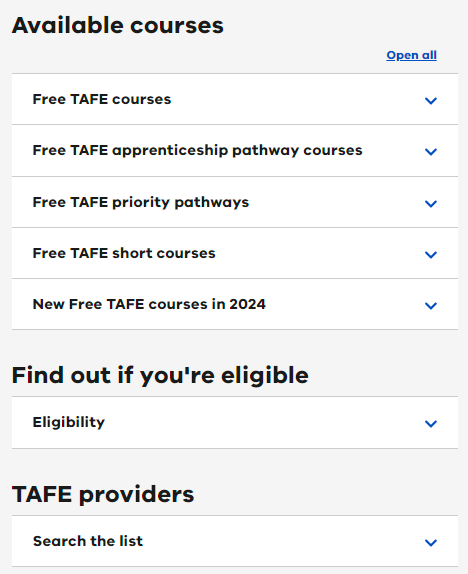 Available courses
Open all
Free TAFE courses
Free TAFE apprenticeship pathway courses
Free TAFE priority pathways
Free TAFE short courses
New Free TAFE courses in 2024
Find out if you're eligible
Eligibility
TAFE providers
Search the list